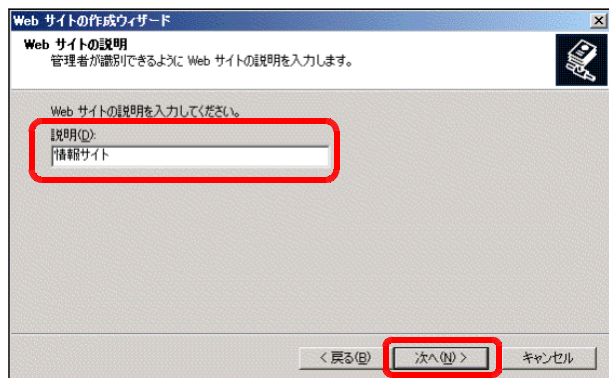 Web サイトの作成ウィザード
Web サイトの説明
管理者が識別できるように Web サイトの説明を入力します。
Web サイトの説明を入力してください。
説明(D):
情報サイト
< 戻る(B)
次へ(N) >
キャンセル